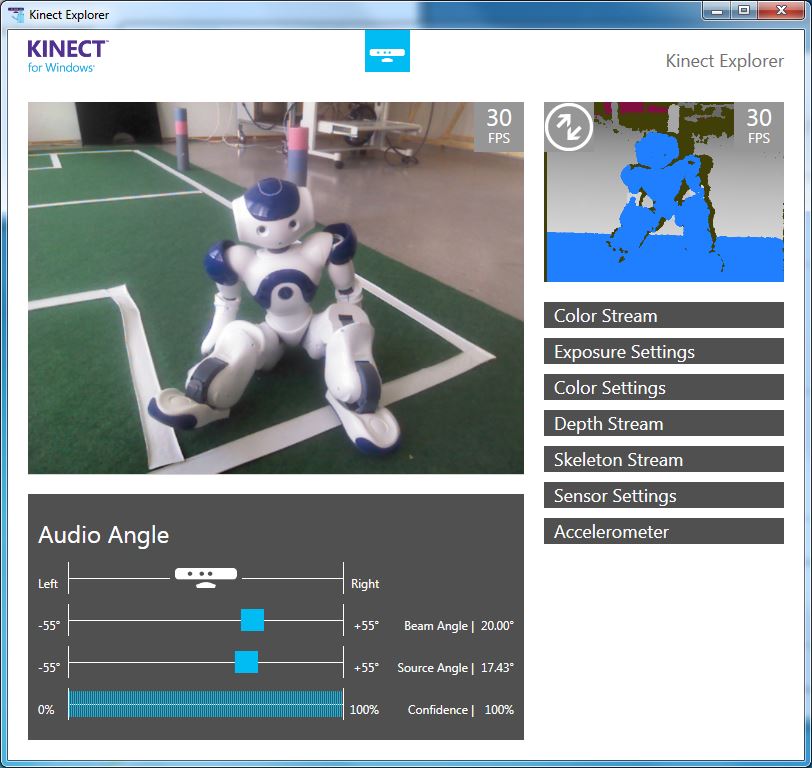 Kinect Explorer
KINECT™
for Windows®
Kinect Explorer
30
FPS
30
FPS
Color Stream
Exposure Settings
Color Settings
Depth Stream
Skeleton Stream
Sensor Settings
Accelerometer
Audio Angle
Left Right
-55° +55° Beam Angle | 20.00°
-55° +55° Source Angle | 17.43°
0% 100% Confidence | 100%